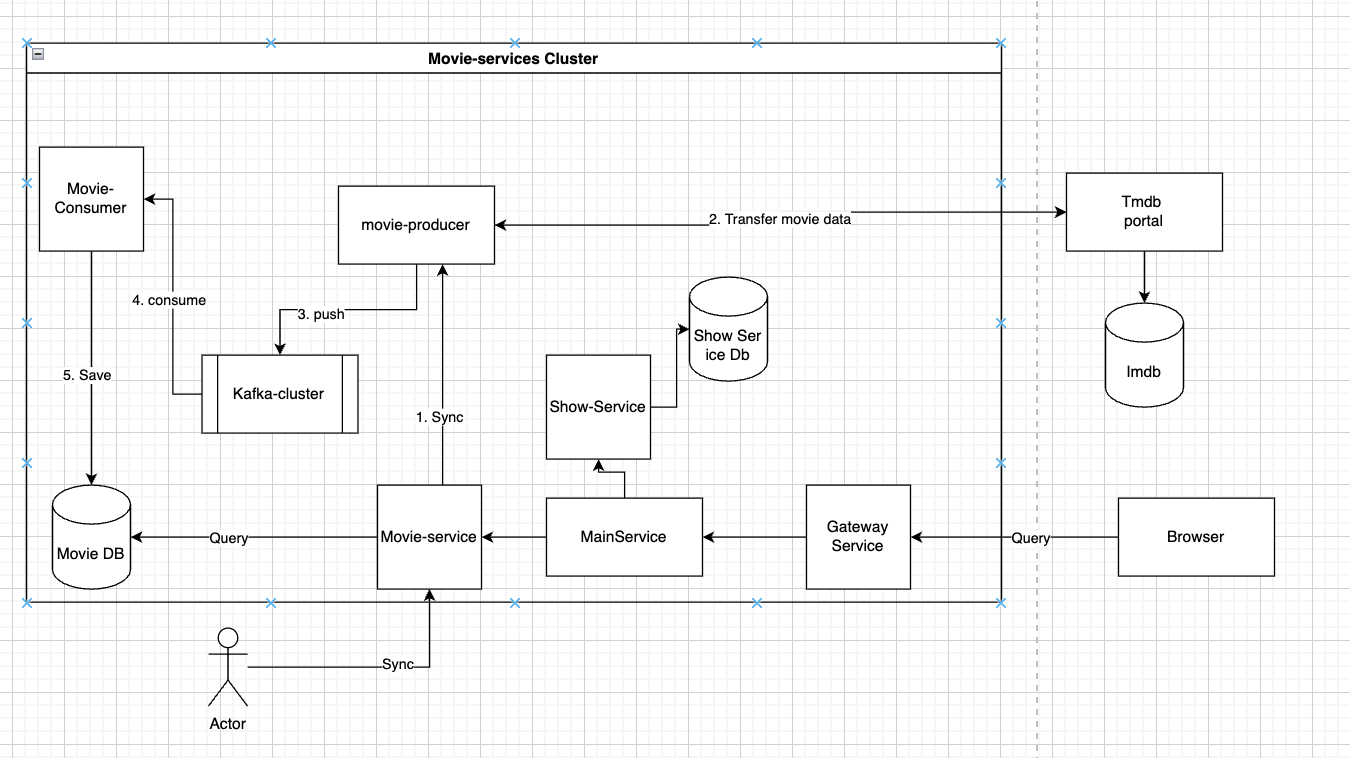 Movie-services Cluster
Movie-
Consumer
movie-producer
2. Transfer movie data
Tmdb
portal
4. consume
3. push
Show Ser
ice Db
Imdb
5. Save
Kafka-cluster
1. Sync
Show-Service
Movie DB
Query
Movie-service
MainService
Gateway
Service
Query
Browser
Sync
Actor